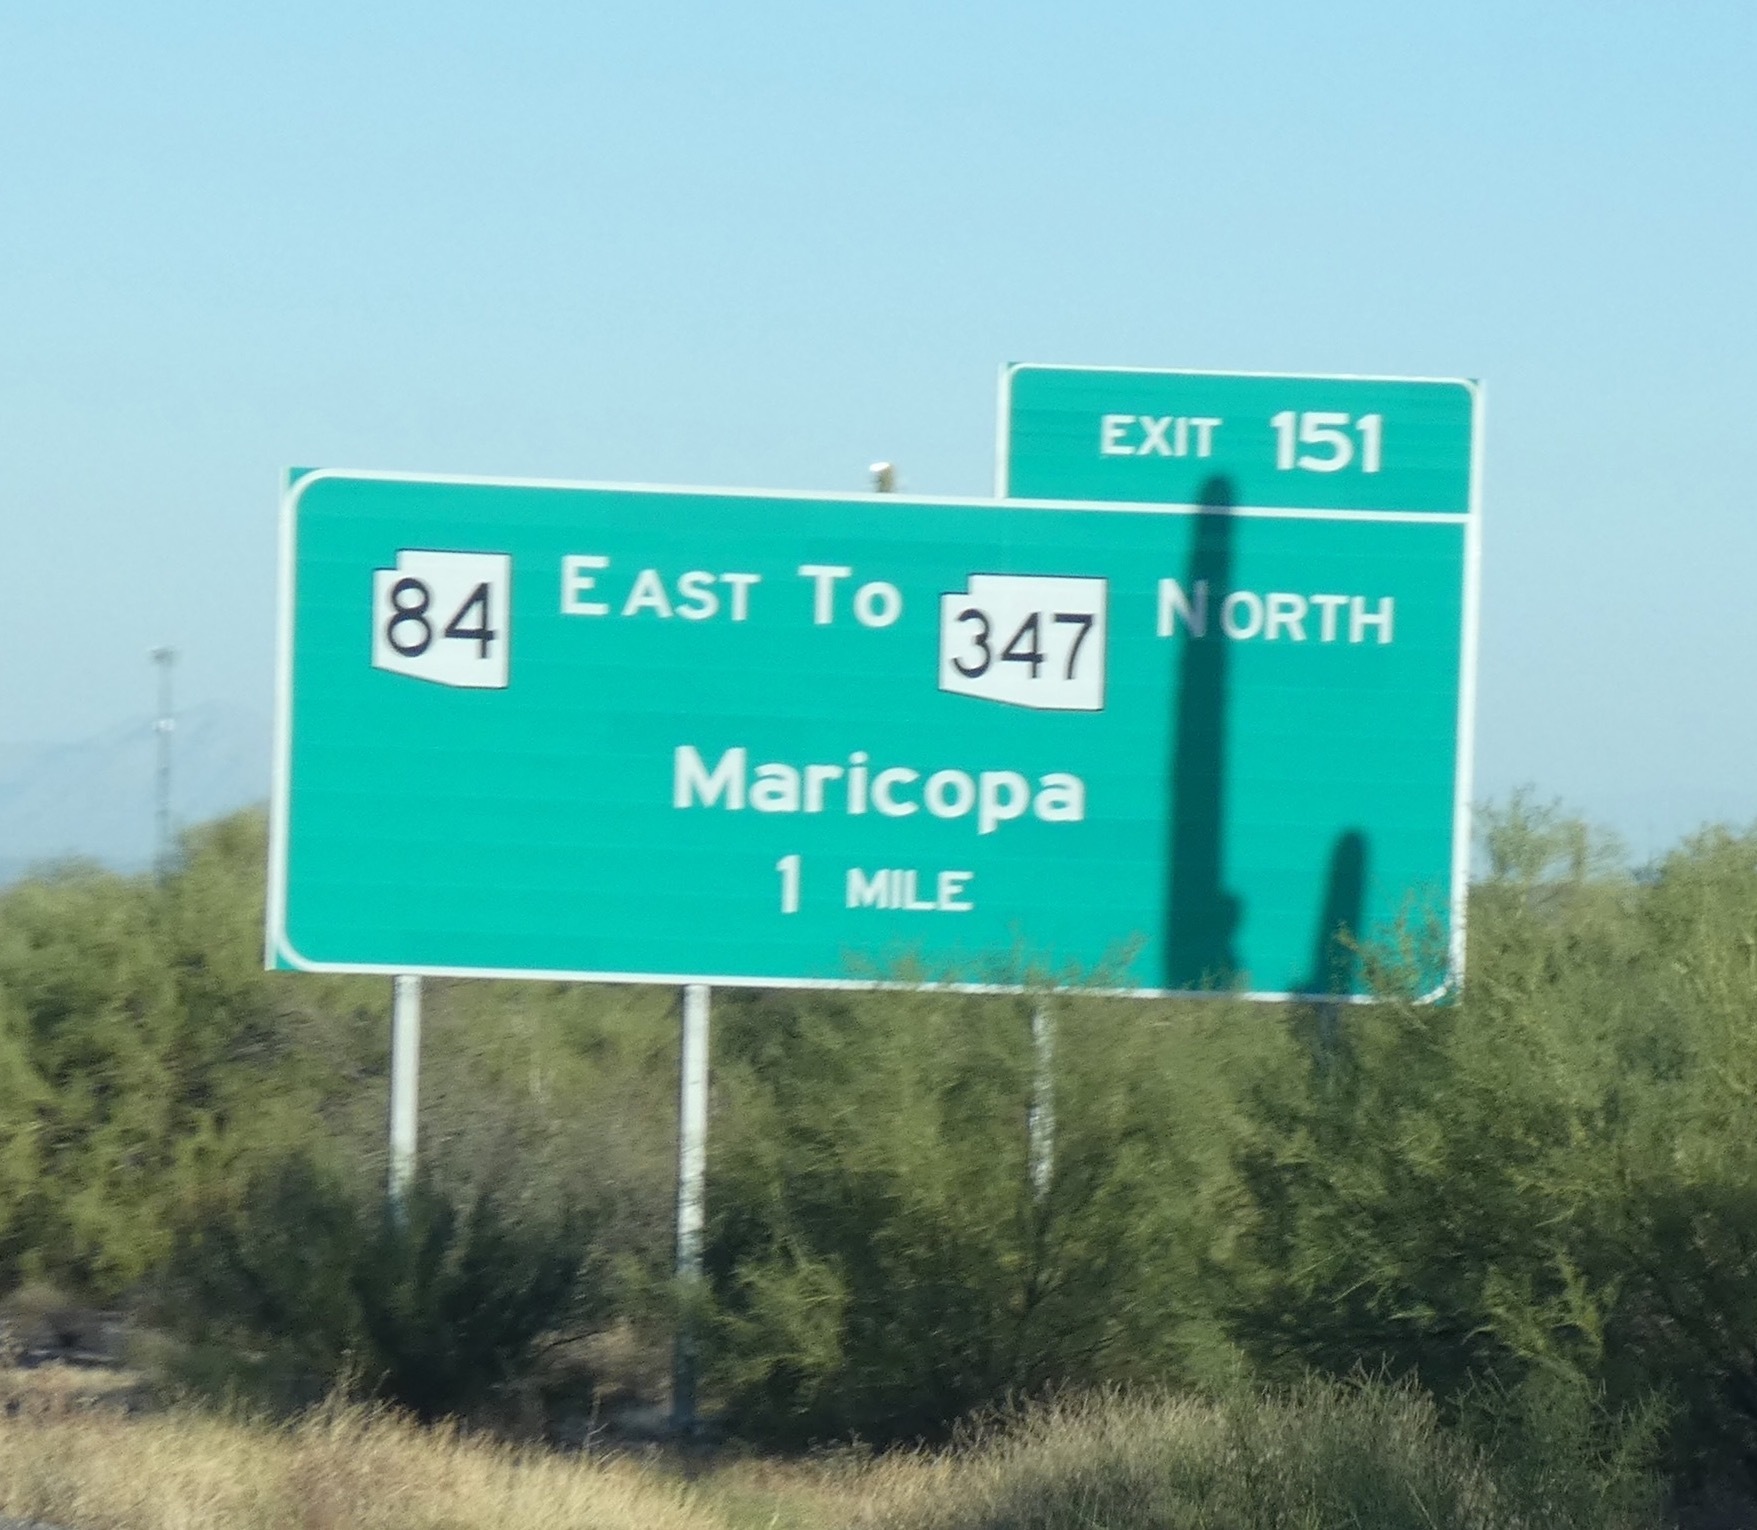 EXIT 151
84 EAST TO 347 NORTH
Maricopa
1 MILE